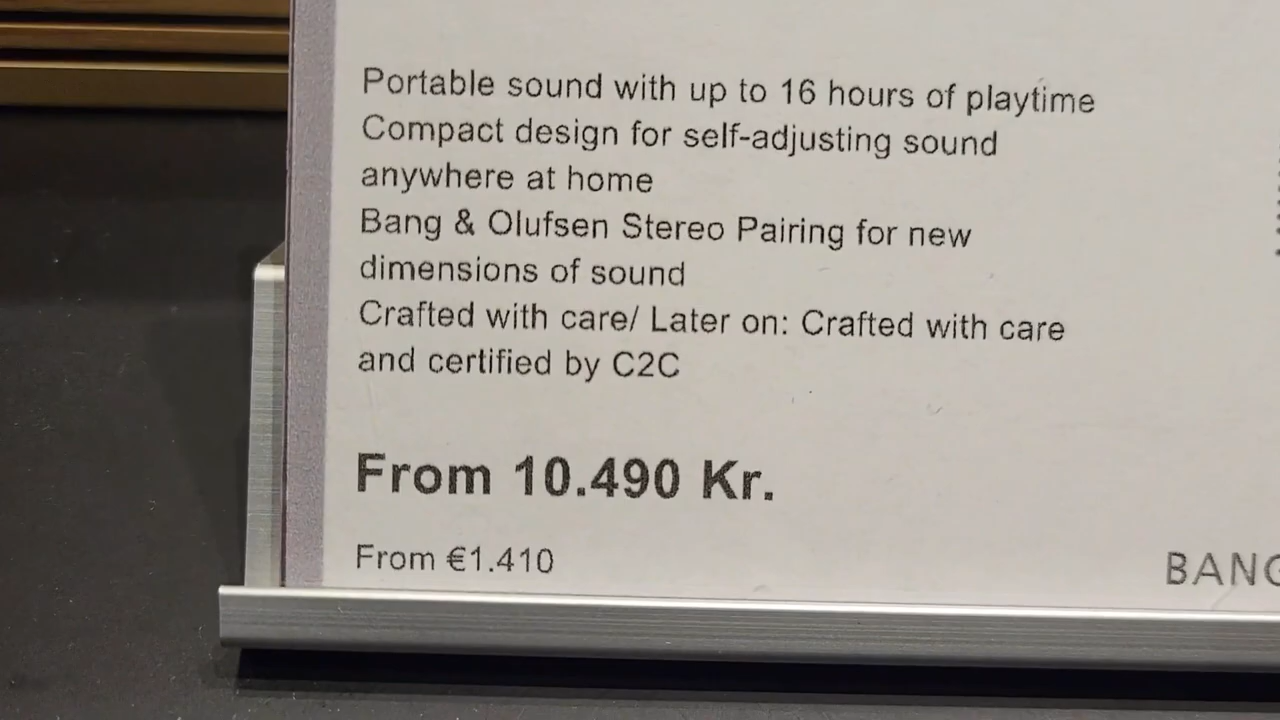 Portable sound with up to 16 hours of playtime
Compact design for self-adjusting sound
anywhere at home
Bang & Olufsen Stereo Pairing for new
dimensions of sound
Crafted with care/ Later on: Crafted with care
and certified by C2C
From 10.490 Kr.
From €1.410
BANG